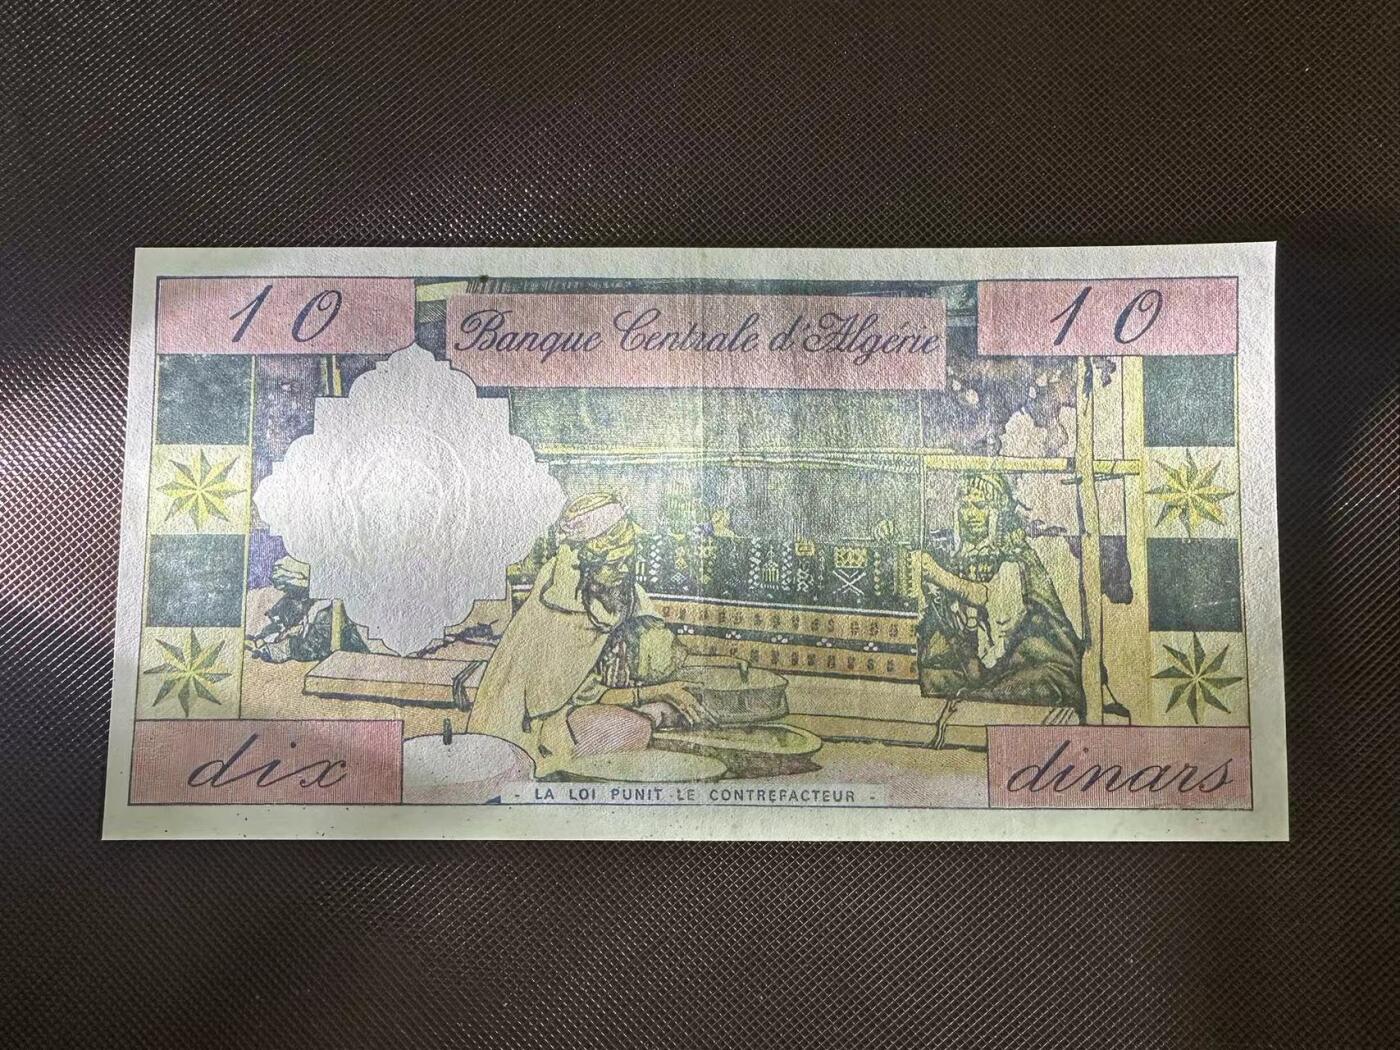 10
Banque Centrale d'Algérie
10
dix
dinars
- LA LOI PUNIT LE CONTREFACTEUR -